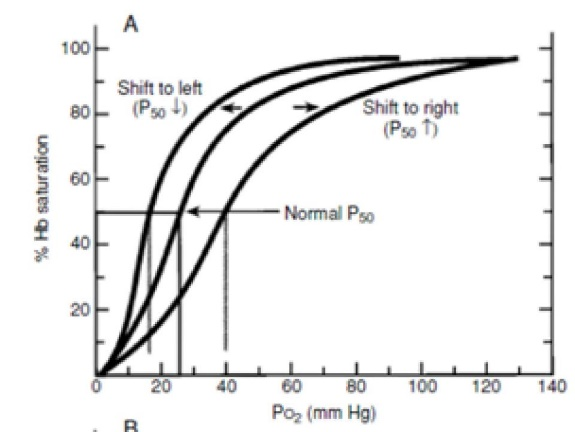 A
100
80
60
40
20
% Hb saturation
Shift to left
(P₅₀ ↓)
Shift to right
(P₅₀ ↑)
Normal P₅₀
0 20 40 60 80 100 120 140
PO₂ (mm Hg)
B